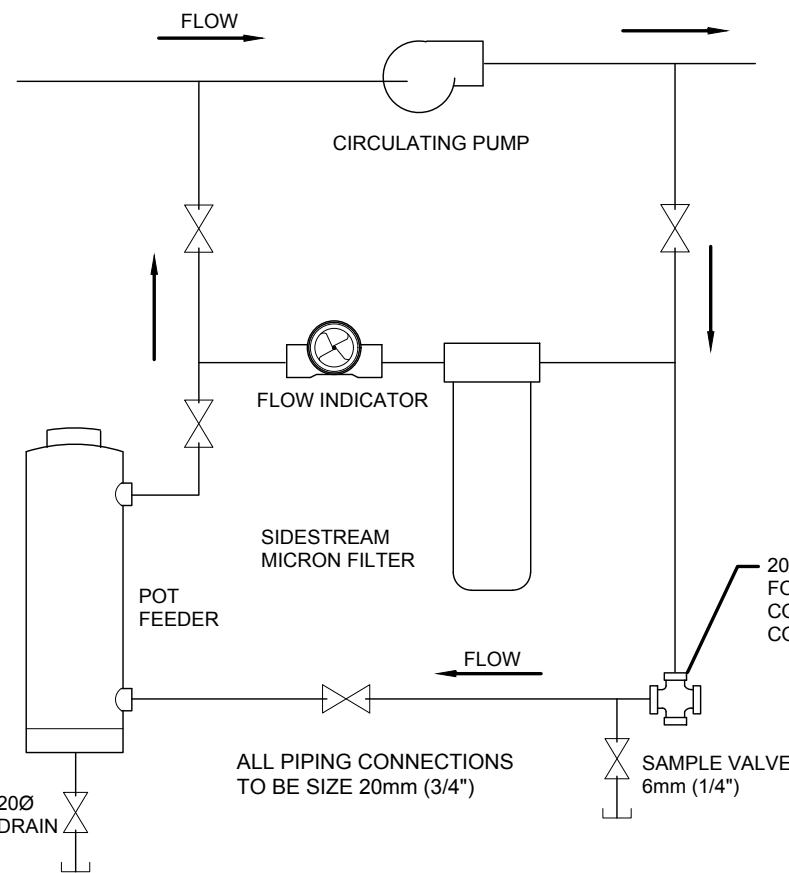 FLOW
CIRCULATING PUMP
FLOW INDICATOR
SIDESTREAM
MICRON FILTER
POT
FEEDER
20
FO
CO
CO
FLOW
ALL PIPING CONNECTIONS
TO BE SIZE 20mm (3/4")
SAMPLE VALVE
6mm (1/4")
20Ø
DRAIN